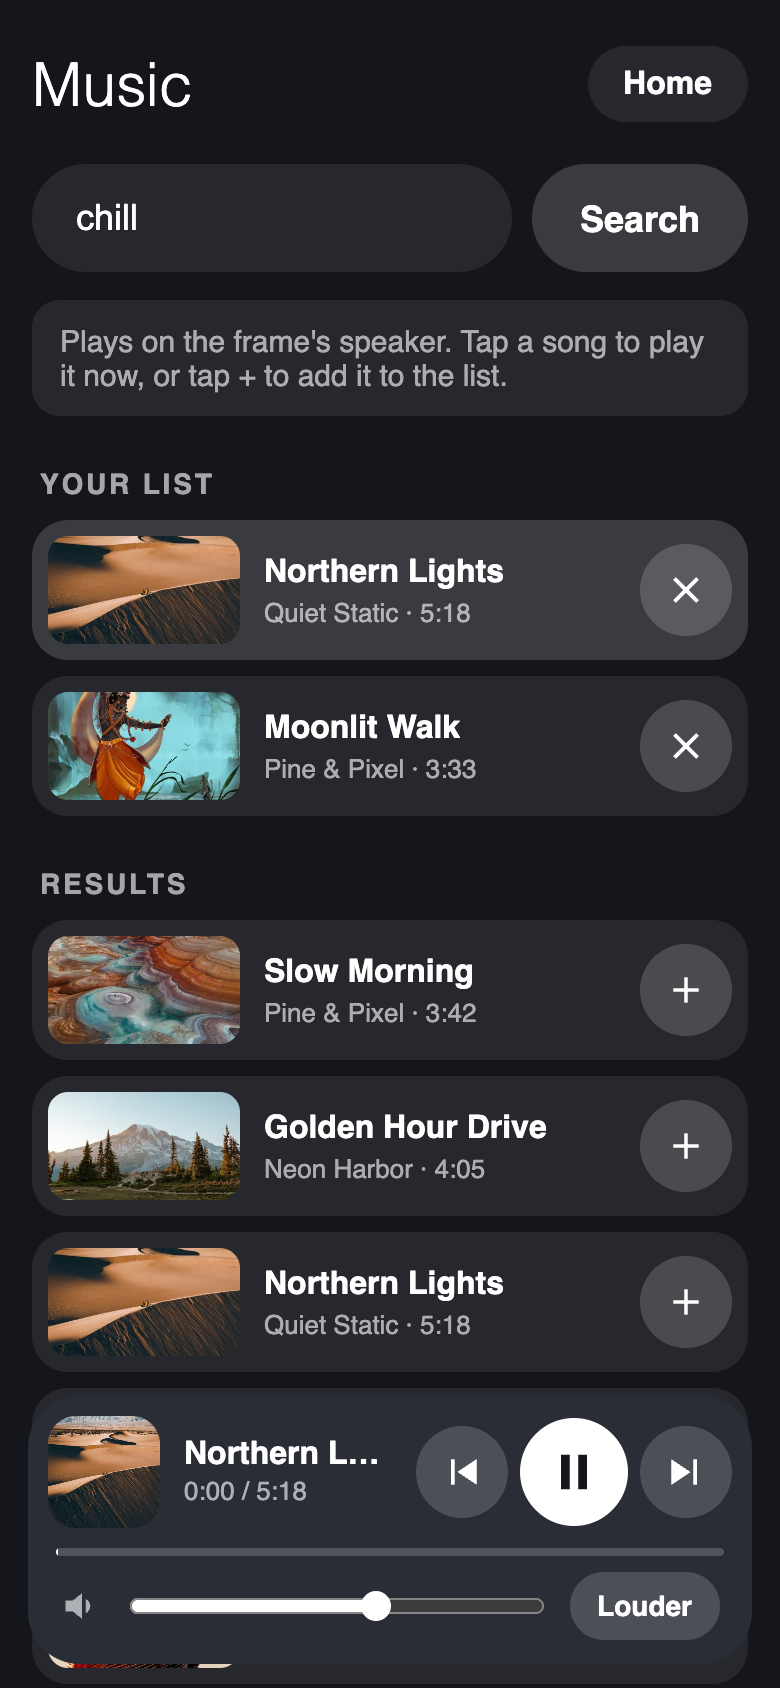 Music
Home
chill
Search
Plays on the frame's speaker. Tap a song to play
it now, or tap + to add it to the list.
YOUR LIST
Northern Lights
Quiet Static · 5:18
Moonlit Walk
Pine & Pixel · 3:33
RESULTS
Slow Morning
Pine & Pixel · 3:42
Golden Hour Drive
Neon Harbor · 4:05
Northern Lights
Quiet Static · 5:18
Northern L...
0:00 / 5:18
Louder